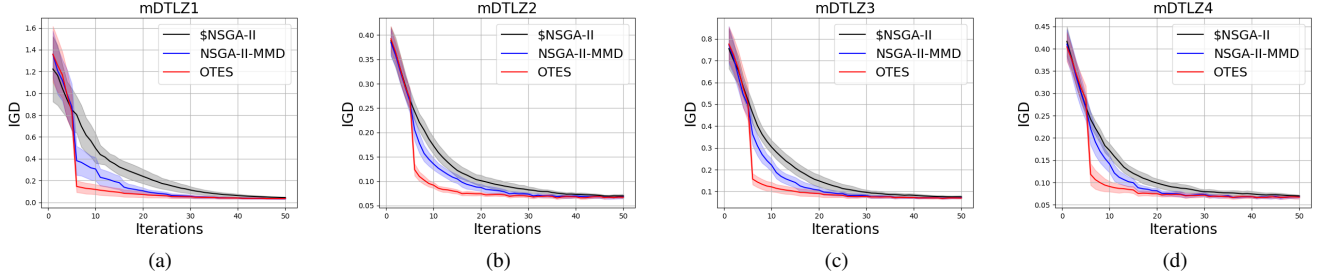 mDTLZ1
IGD
1.6
1.4
1.2
1.0
0.8
0.6
0.4
0.2
0.0
$NSGA-II
NSGA-II-MMD
OTES
0 10 20 30 40 50
Iterations
(a)
mDTLZ2
IGD
0.40
0.35
0.30
0.25
0.20
0.15
0.10
0.05
$NSGA-II
NSGA-II-MMD
OTES
0 10 20 30 40 50
Iterations
(b)
mDTLZ3
IGD
0.8
0.7
0.6
0.5
0.4
0.3
0.2
0.1
$NSGA-II
NSGA-II-MMD
OTES
0 10 20 30 40 50
Iterations
(c)
mDTLZ4
IGD
0.45
0.40
0.35
0.30
0.25
0.20
0.15
0.10
0.05
$NSGA-II
NSGA-II-MMD
OTES
0 10 20 30 40 50
Iterations
(d)